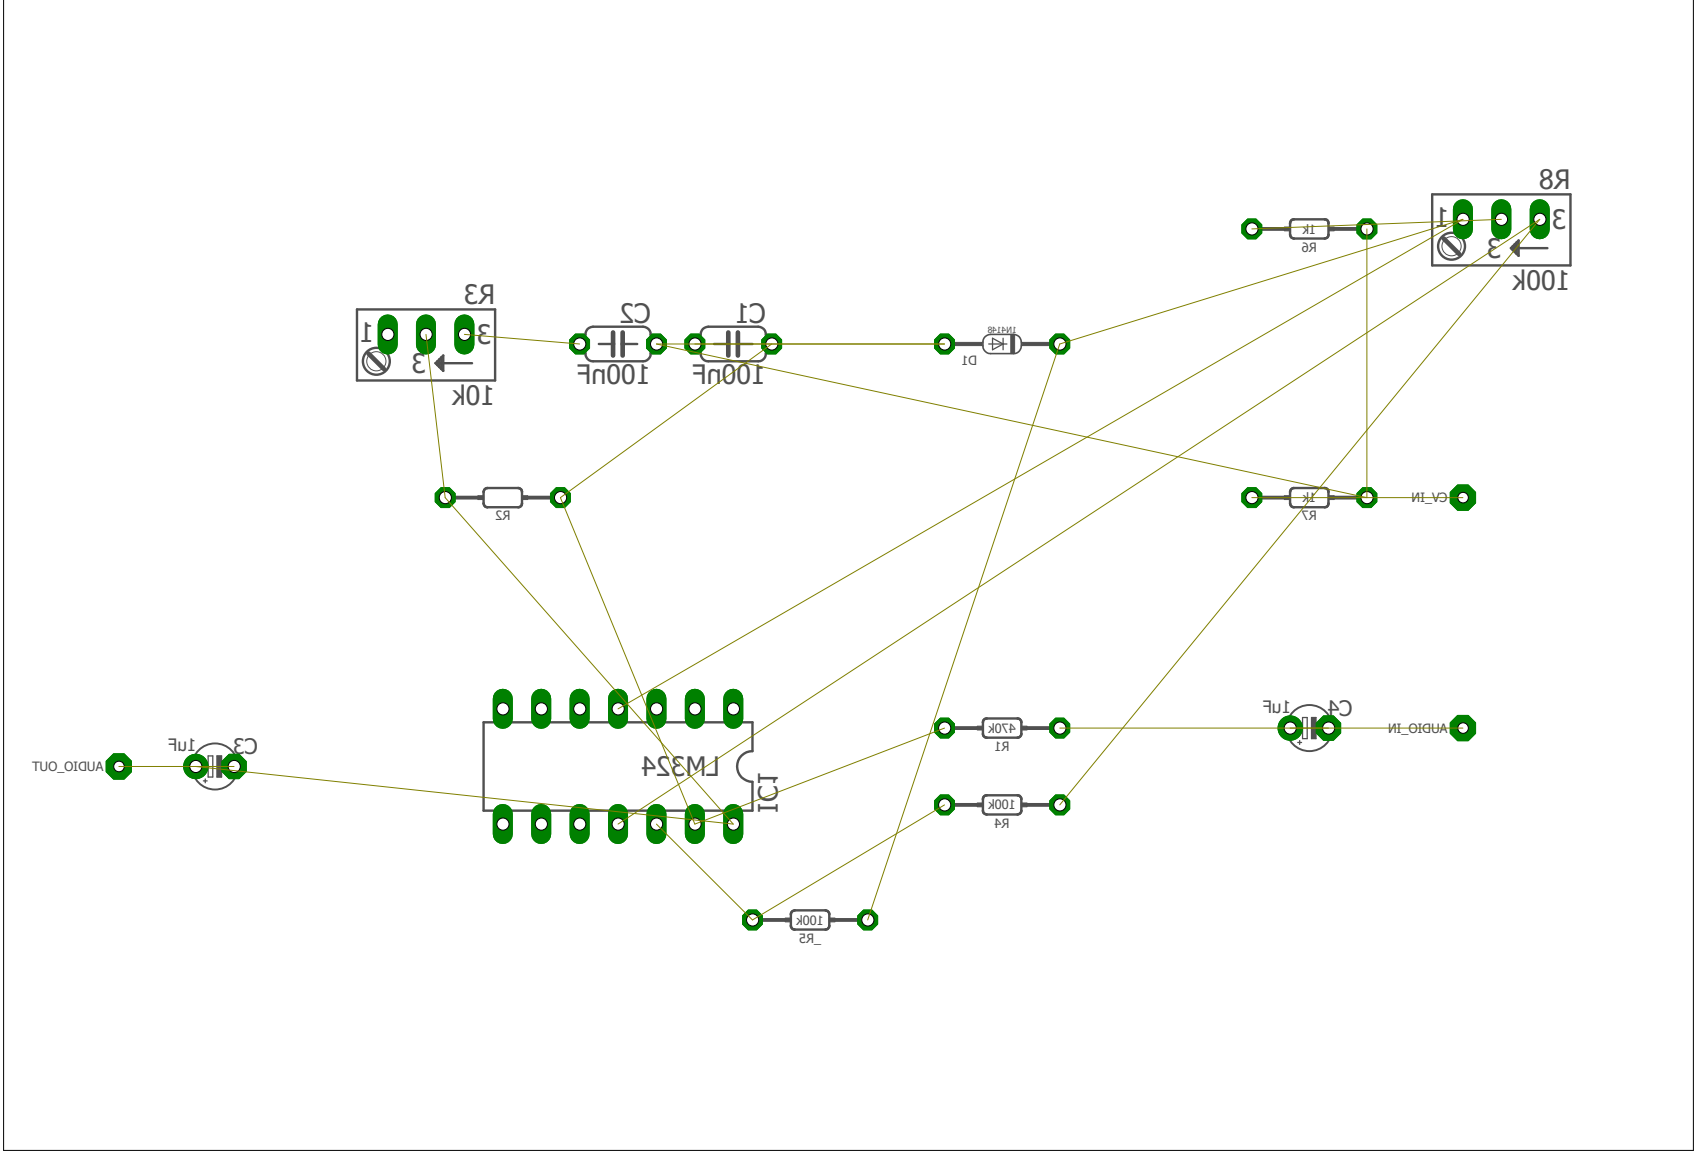 R8
1
3
3
100k
1k
R6
R3
1
3
3
10k
C2
100nF
C1
100nF
1N4148
D1
R2
1k
R7
CV_IN
C4
1uF
+
AUDIO_IN
470k
R1
C3
1uF
+
AUDIO_OUT
LM324
IC1
100k
R4
100k
R5_